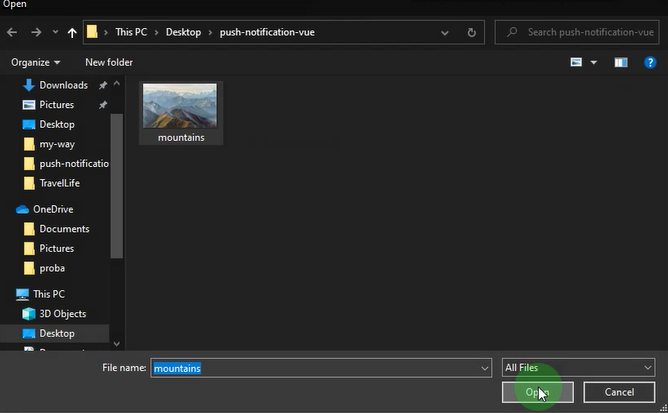 Open
This PC > Desktop > push-notification-vue
Search push-notification-vue
Organize
New folder
Downloads
Pictures
Desktop
my-way
push-notificatio
TravelLife
OneDrive
Documents
Pictures
proba
This PC
3D Objects
Desktop
mountains
File name:
mountains
All Files
Open
Cancel